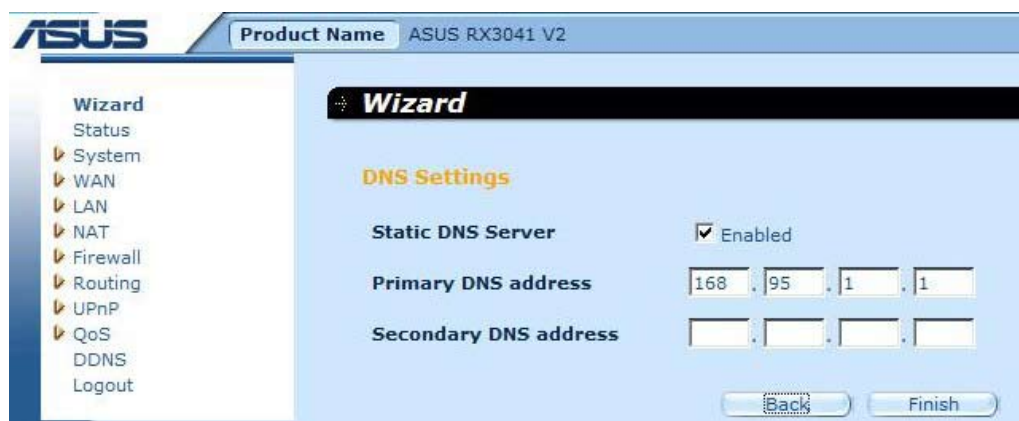 ASUS
Product Name ASUS RX3041 V2
Wizard
Status
System
WAN
LAN
NAT
Firewall
Routing
UPnP
QoS
DDNS
Logout
Wizard
DNS Settings
Static DNS Server Enabled
Primary DNS address 168 . 95 . 1 . 1
Secondary DNS address . . .
Back Finish